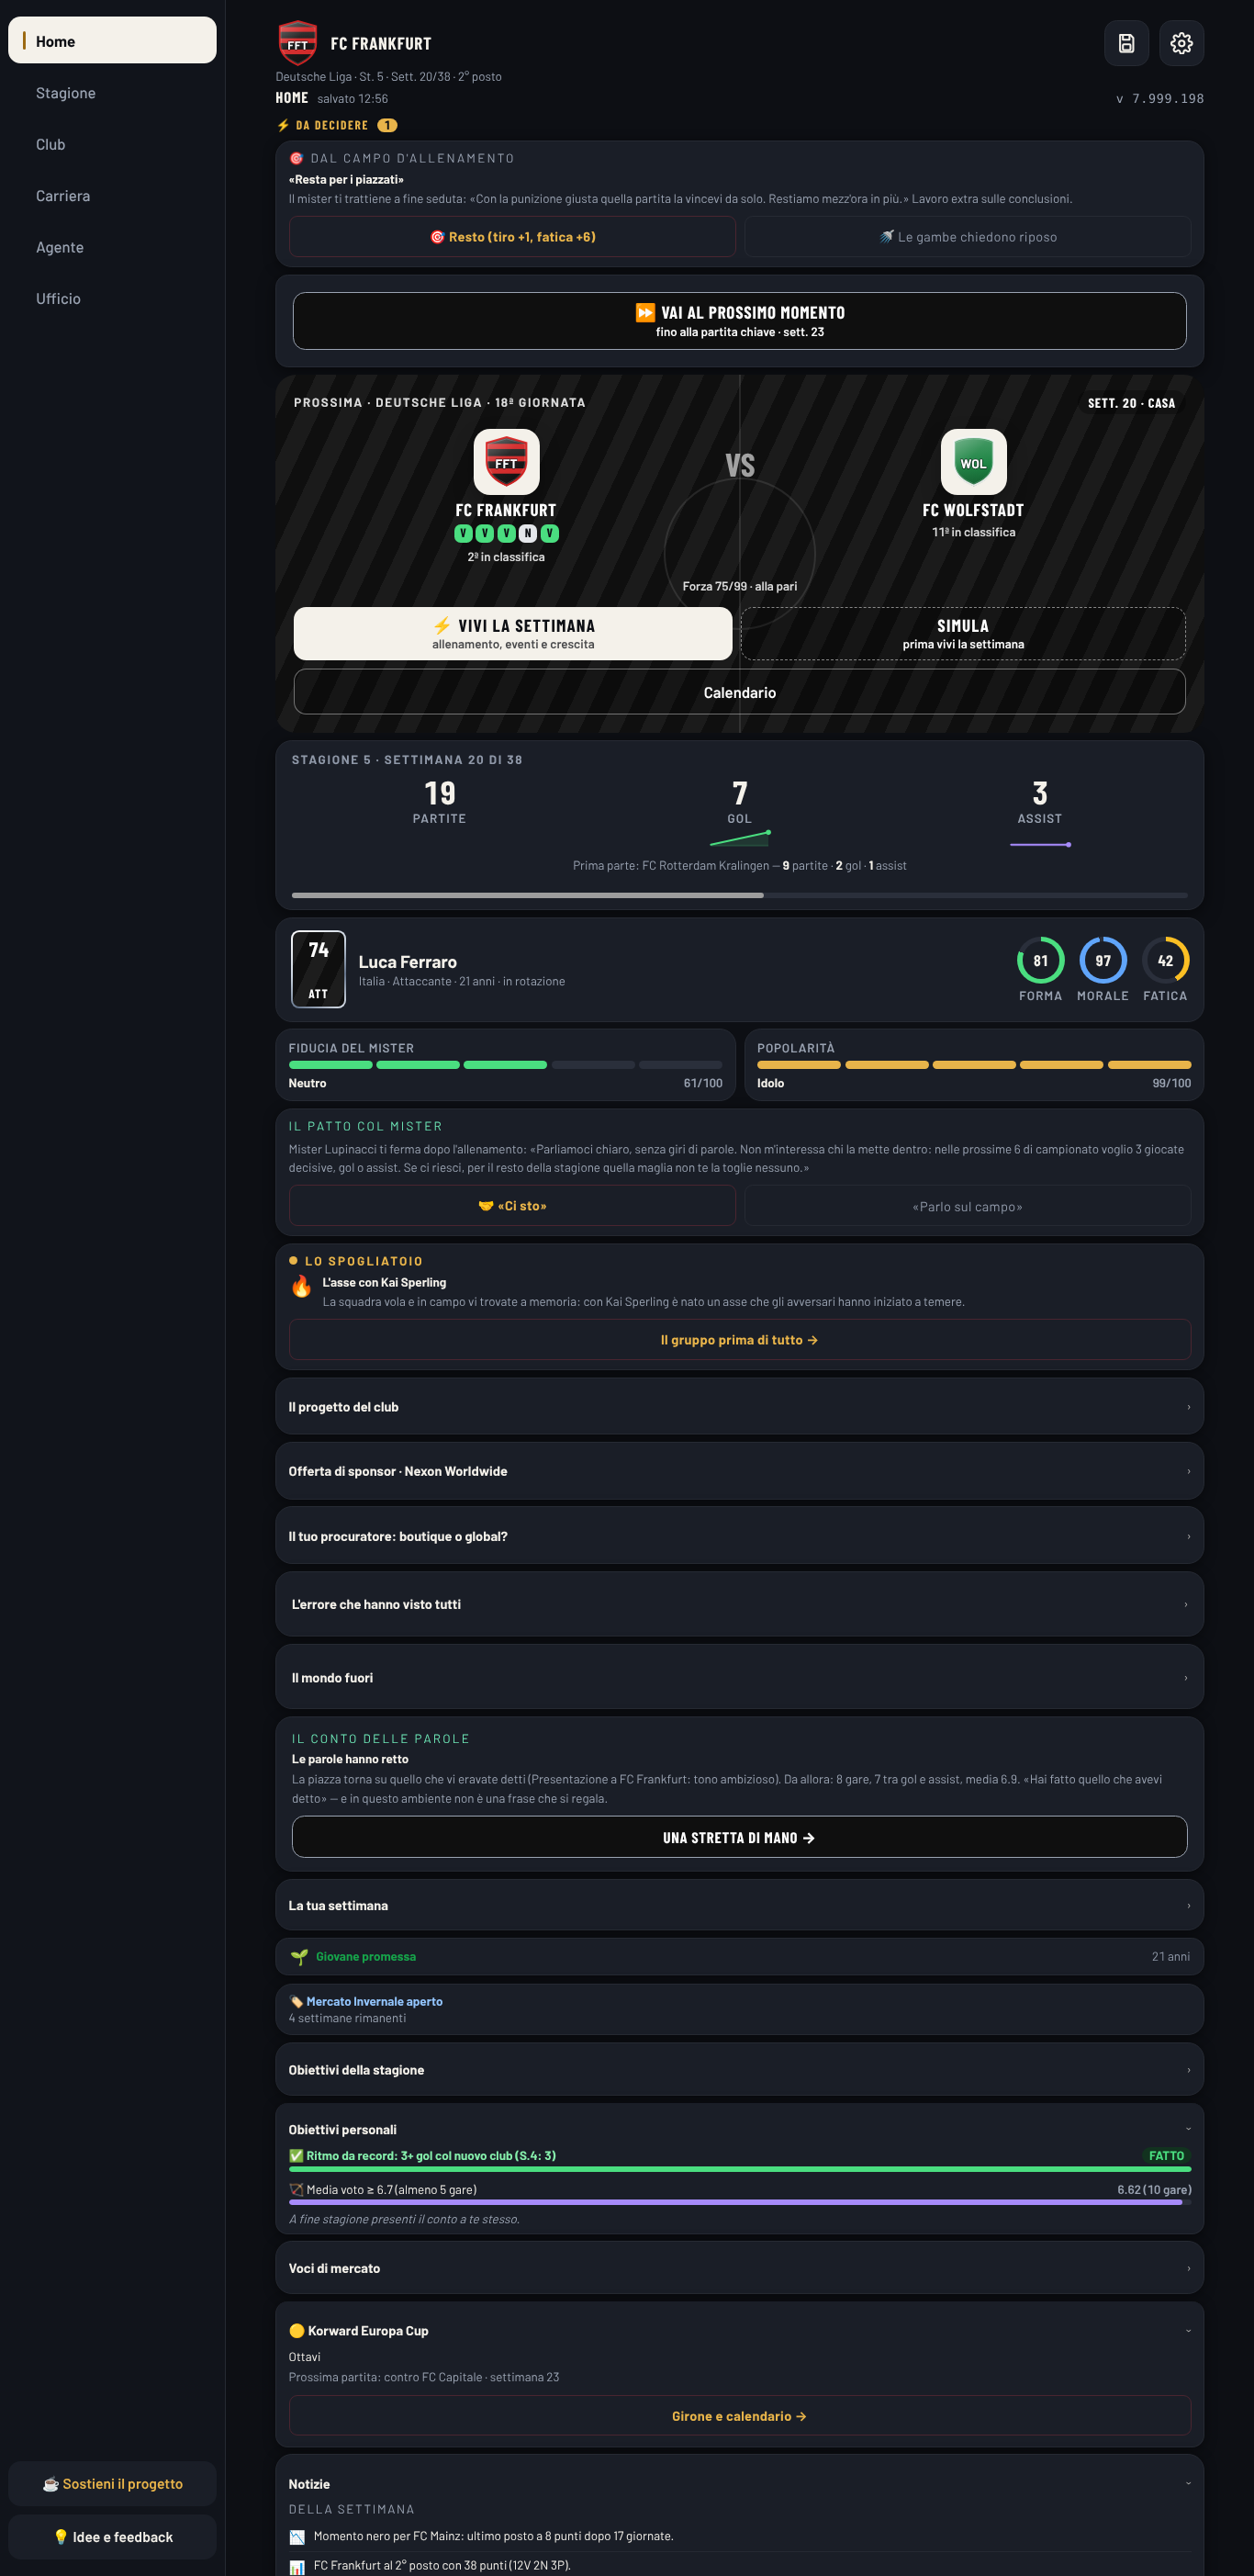 Home
Stagione
Club
Carriera
Agente
Ufficio
☕ Sostieni il progetto
💡 Idee e feedback
FFT
FC FRANKFURT
Deutsche Liga · St. 5 · Sett. 20/38 · 2° posto
HOME salvato 12:56
v 7.999.198
⚡ DA DECIDERE 1
🎯 DAL CAMPO D'ALLENAMENTO
«Resta per i piazzati»
Il mister ti trattiene a fine seduta: «Con la punizione giusta quella partita la vincevi da solo. Restiamo mezz'ora in più.» Lavoro extra sulle conclusioni.
🎯 Resto (tiro +1, fatica +6)
🚿 Le gambe chiedono riposo
⏩ VAI AL PROSSIMO MOMENTO
fino alla partita chiave · sett. 23
PROSSIMA · DEUTSCHE LIGA · 18ª GIORNATA
SETT. 20 · CASA
FFT
VS
WOL
FC FRANKFURT
FC WOLFSTADT
V V V N V
11ª in classifica
2ª in classifica
Forza 75/99 · alla pari
⚡ VIVI LA SETTIMANA
allenamento, eventi e crescita
SIMULA
prima vivi la settimana
Calendario
STAGIONE 5 · SETTIMANA 20 DI 38
19
PARTITE
7
GOL
3
ASSIST
Prima parte: FC Rotterdam Kralingen — 9 partite · 2 gol · 1 assist
74
ATT
Luca Ferraro
Italia · Attaccante · 21 anni · in rotazione
81
FORMA
97
MORALE
42
FATICA
FIDUCIA DEL MISTER
Neutro
61/100
POPOLARITÀ
Idolo
99/100
IL PATTO COL MISTER
Mister Lupinacci ti ferma dopo l'allenamento: «Parliamoci chiaro, senza giri di parole. Non m'interessa chi la mette dentro: nelle prossime 6 di campionato voglio 3 giocate
decisive, gol o assist. Se ci riesci, per il resto della stagione quella maglia non te la toglie nessuno.»
🤝 «Ci sto»
«Parlo sul campo»
LO SPOGLIATOIO
🔥 L'asse con Kai Sperling
La squadra vola e in campo vi trovate a memoria: con Kai Sperling è nato un asse che gli avversari hanno iniziato a temere.
Il gruppo prima di tutto →
Il progetto del club ›
Offerta di sponsor · Nexon Worldwide ›
Il tuo procuratore: boutique o global? ›
L'errore che hanno visto tutti ›
Il mondo fuori ›
IL CONTO DELLE PAROLE
Le parole hanno retto
La piazza torna su quello che vi eravate detti (Presentazione a FC Frankfurt: tono ambizioso). Da allora: 8 gare, 7 tra gol e assist, media 6.9. «Hai fatto quello che avevi
detto» — e in questo ambiente non è una frase che si regala.
UNA STRETTA DI MANO →
La tua settimana ›
🌱 Giovane promessa
21 anni
🏷️ Mercato Invernale aperto
4 settimane rimanenti
Obiettivi della stagione ›
Obiettivi personali
✅ Ritmo da record: 3+ gol col nuovo club (S.4: 3)
FATTO
🏹 Media voto ≥ 6.7 (almeno 5 gare)
6.62 (10 gare)
A fine stagione presenti il conto a te stesso.
Voci di mercato ›
🟡 Korward Europa Cup
Ottavi
Prossima partita: contro FC Capitale · settimana 23
Girone e calendario →
Notizie
DELLA SETTIMANA
📉 Momento nero per FC Mainz: ultimo posto a 8 punti dopo 17 giornate.
📊 FC Frankfurt al 2° posto con 38 punti (12V 2N 3P).